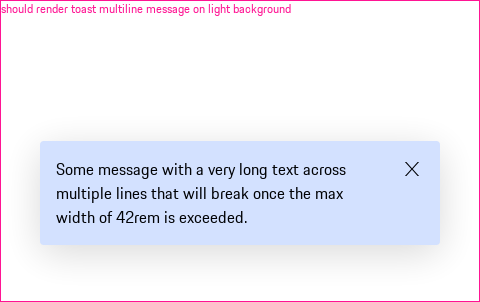 should render toast multiline message on light background
Some message with a very long text across
multiple lines that will break once the max
width of 42rem is exceeded.